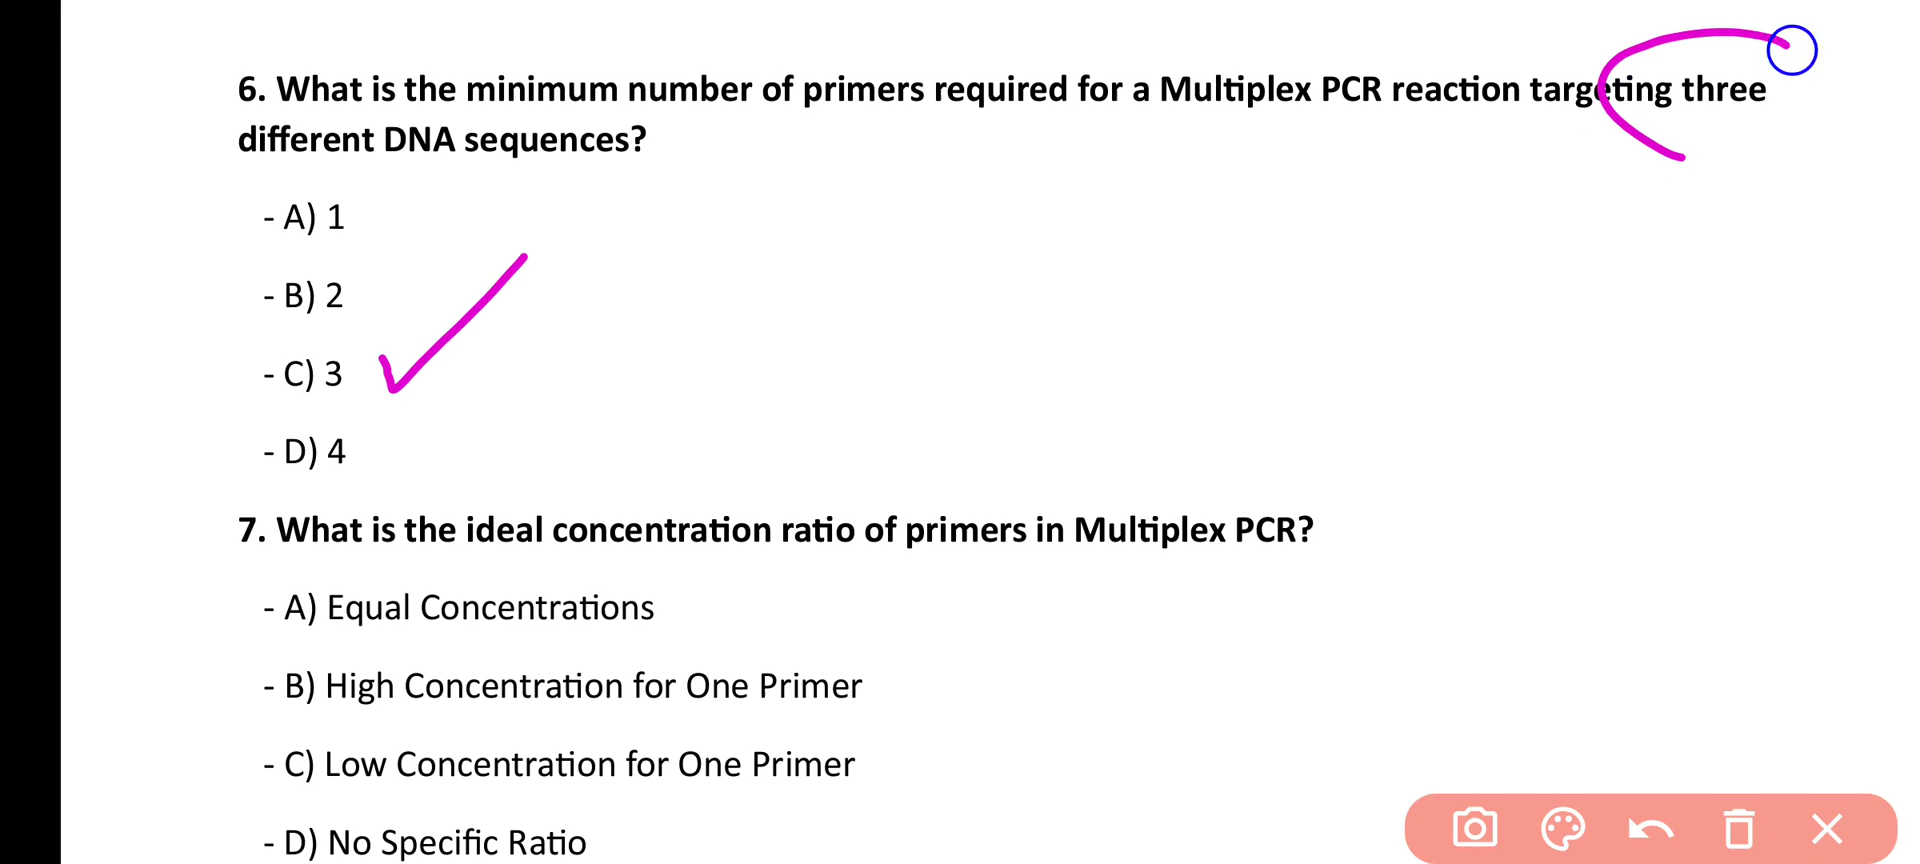 6. What is the minimum number of primers required for a Multiplex PCR reaction targeting three
different DNA sequences?
- A) 1
- B) 2
- C) 3
- D) 4
7. What is the ideal concentration ratio of primers in Multiplex PCR?
- A) Equal Concentrations
- B) High Concentration for One Primer
- C) Low Concentration for One Primer
- D) No Specific Ratio